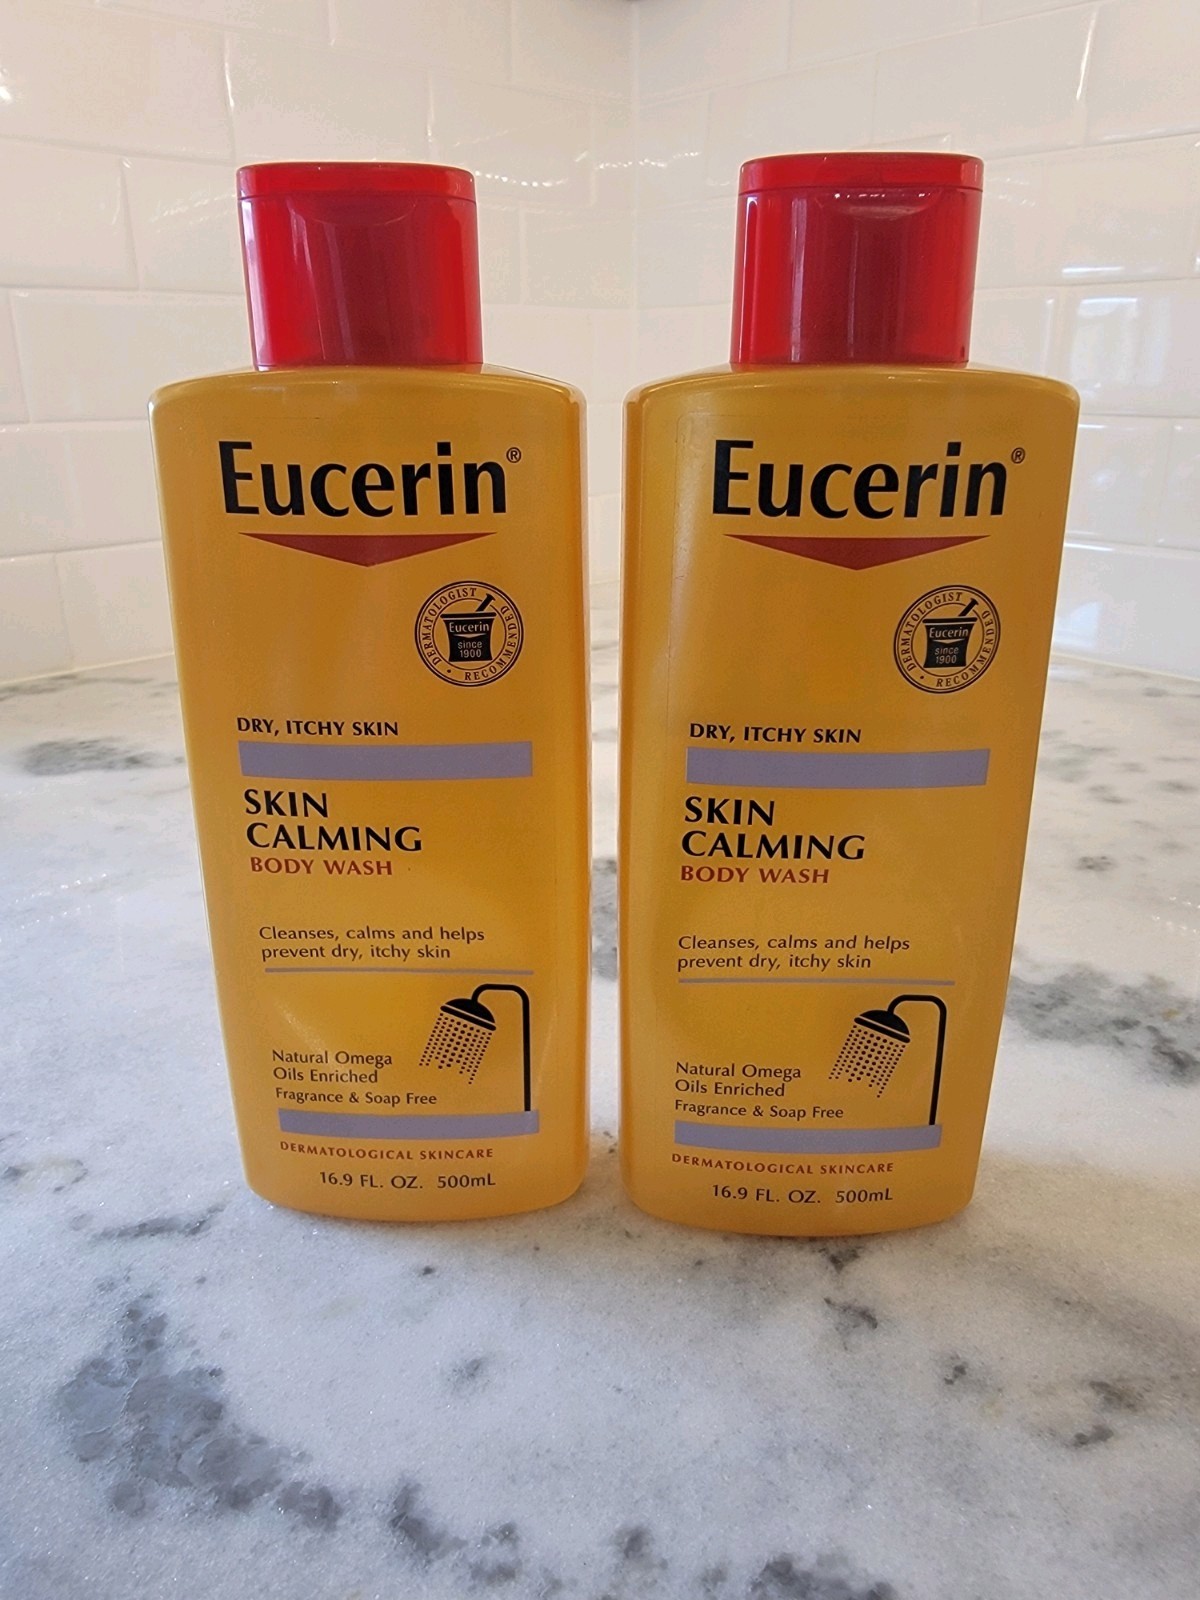 Eucerin®
DERMATOLOGIST RECOMMENDED
Eucerin
since
1900
DRY, ITCHY SKIN
SKIN
CALMING
BODY WASH
Cleanses, calms and helps
prevent dry, itchy skin
Natural Omega
Oils Enriched
Fragrance & Soap Free
DERMATOLOGICAL SKINCARE
16.9 FL. OZ. 500mL
Eucerin®
DERMATOLOGIST RECOMMENDED
Eucerin
since
1900
DRY, ITCHY SKIN
SKIN
CALMING
BODY WASH
Cleanses, calms and helps
prevent dry, itchy skin
Natural Omega
Oils Enriched
Fragrance & Soap Free
DERMATOLOGICAL SKINCARE
16.9 FL. OZ. 500mL